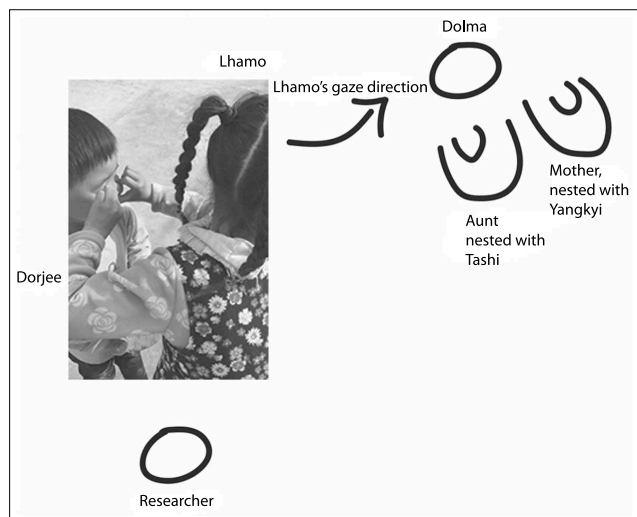 Dolma
Lhamo
Lhamo's gaze direction
Mother,
nested with
Yangkyi
Aunt
nested with
Tashi
Dorjee
Researcher